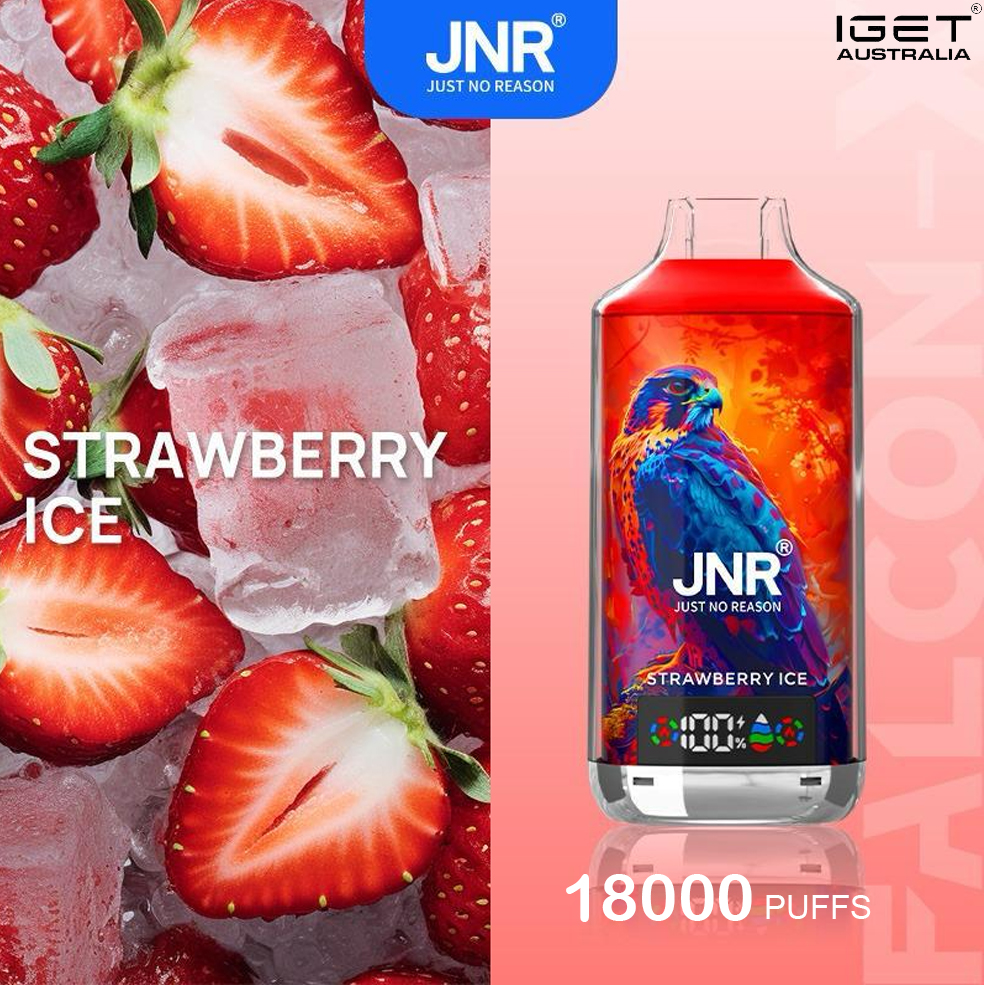 JNR®
JUST NO REASON
IGET®
AUSTRALIA
STRAWBERRY
ICE
FALCON-X
JNR®
JUST NO REASON
STRAWBERRY ICE
100%
18000 PUFFS